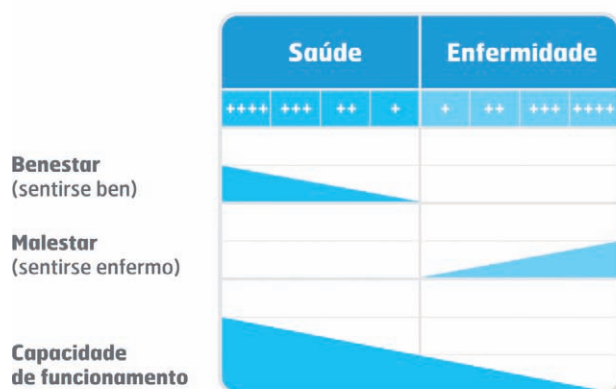 Saúde Enfermidade
++++ +++ ++ + + ++ +++ ++++
Benestar
(sentirse ben)
Malestar
(sentirse enfermo)
Capacidade
de funcionamento